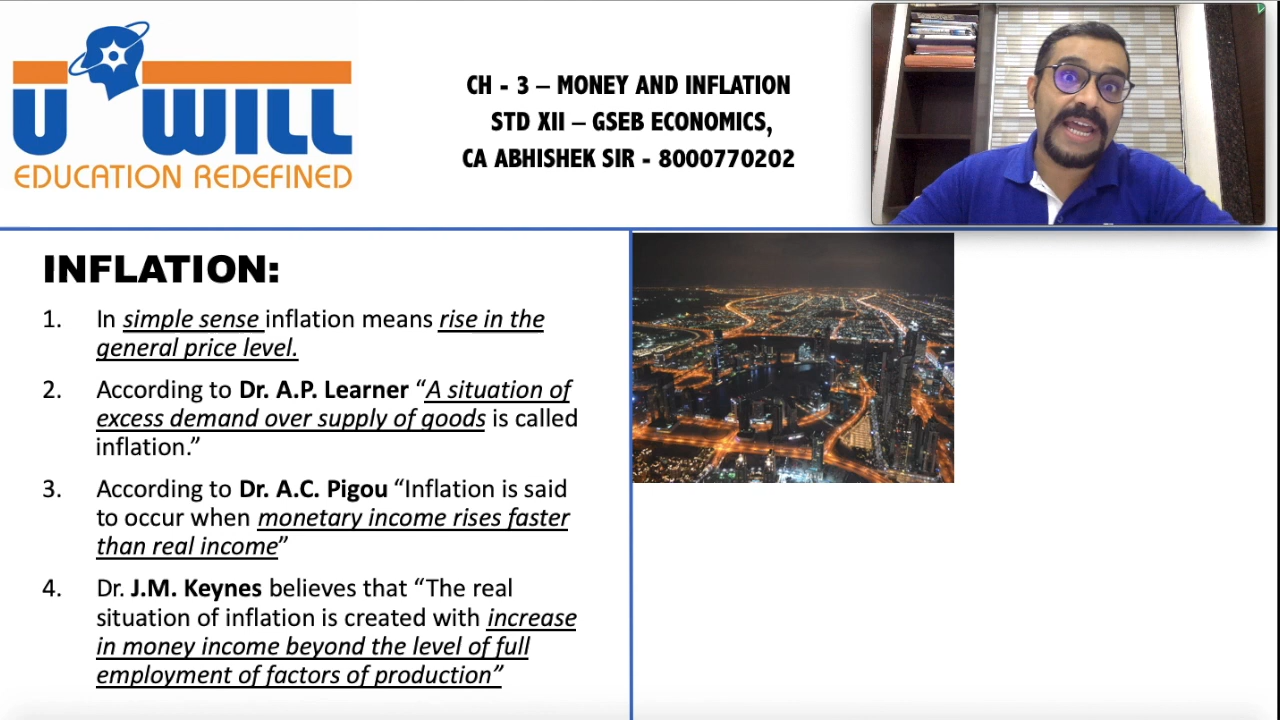 U WILL
EDUCATION REDEFINED
CH - 3 – MONEY AND INFLATION
STD XII – GSEB ECONOMICS,
CA ABHISHEK SIR - 8000770202
INFLATION:
1. In simple sense inflation means rise in the
general price level.
2. According to Dr. A.P. Learner “A situation of
excess demand over supply of goods is called
inflation.”
3. According to Dr. A.C. Pigou “Inflation is said
to occur when monetary income rises faster
than real income”
4. Dr. J.M. Keynes believes that “The real
situation of inflation is created with increase
in money income beyond the level of full
employment of factors of production”